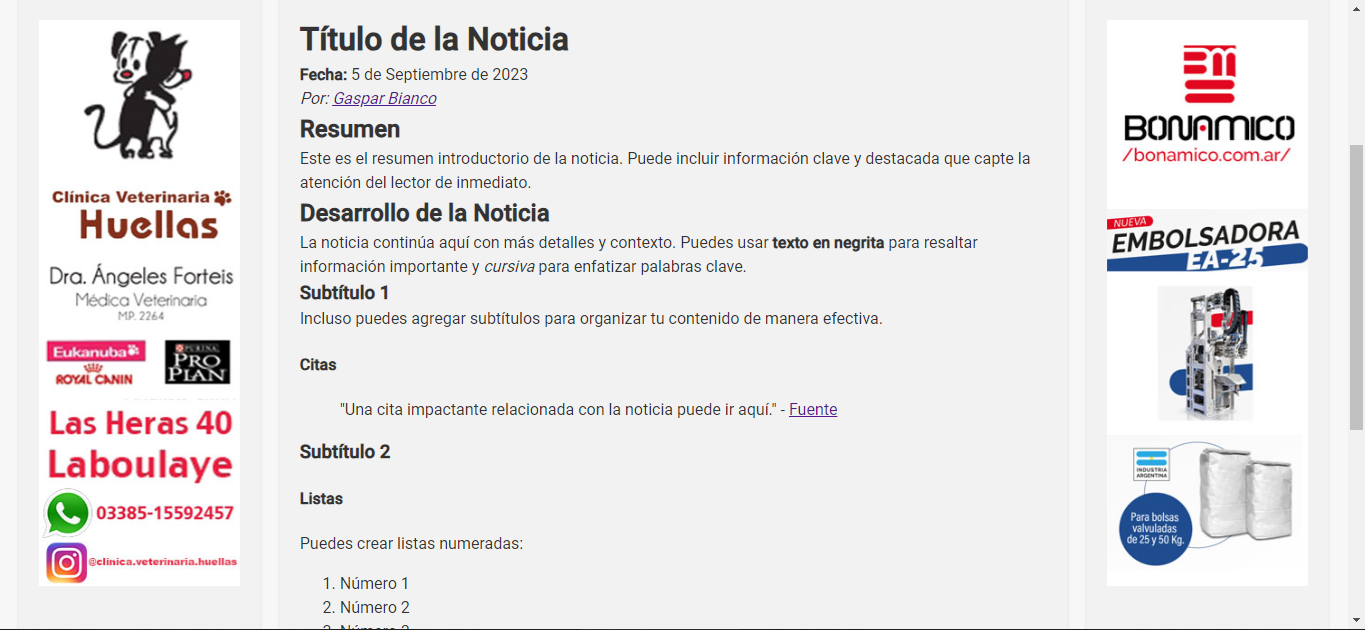 Clínica Veterinaria
Huellas
Dra. Ángeles Forteis
Médica Veterinaria
MP. 2264
Eukanuba
ROYAL CANIN
PURINA
PRO
PLAN
Las Heras 40
Laboulaye
03385-15592457
@clinica.veterinaria.huellas
Título de la Noticia
Fecha: 5 de Septiembre de 2023
Por: Gaspar Bianco
Resumen
Este es el resumen introductorio de la noticia. Puede incluir información clave y destacada que capte la
atención del lector de inmediato.
Desarrollo de la Noticia
La noticia continúa aquí con más detalles y contexto. Puedes usar texto en negrita para resaltar
información importante y cursiva para enfatizar palabras clave.
Subtítulo 1
Incluso puedes agregar subtítulos para organizar tu contenido de manera efectiva.
Citas
"Una cita impactante relacionada con la noticia puede ir aquí." - Fuente
Subtítulo 2
Listas
Puedes crear listas numeradas:
1. Número 1
2. Número 2
3. Número 3
BONAMICO
/bonamico.com.ar/
NUEVA
EMBOLSADORA
EA-25
INDUSTRIA
ARGENTINA
Para bolsas
valvuladas
de 25 y 50 Kg.